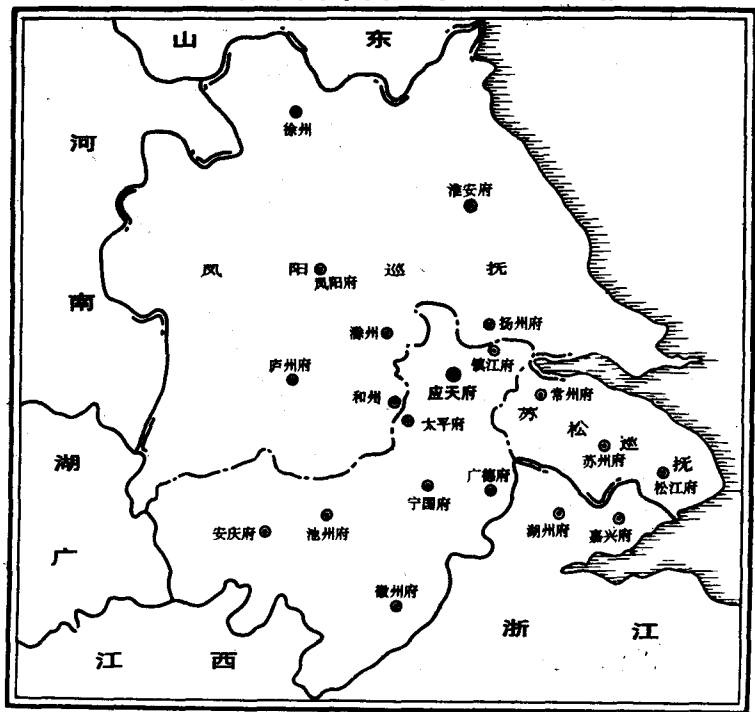 山东
河南
徐州
淮安府
凤阳巡抚
凤阳府
滁州
扬州府
镇江府
庐州府
应天府
和州
常州府
太平府
苏松巡抚
苏州府
松江府
湖广
广德府
宁国府
安庆府
池州府
湖州府
嘉兴府
徽州府
浙江
江西